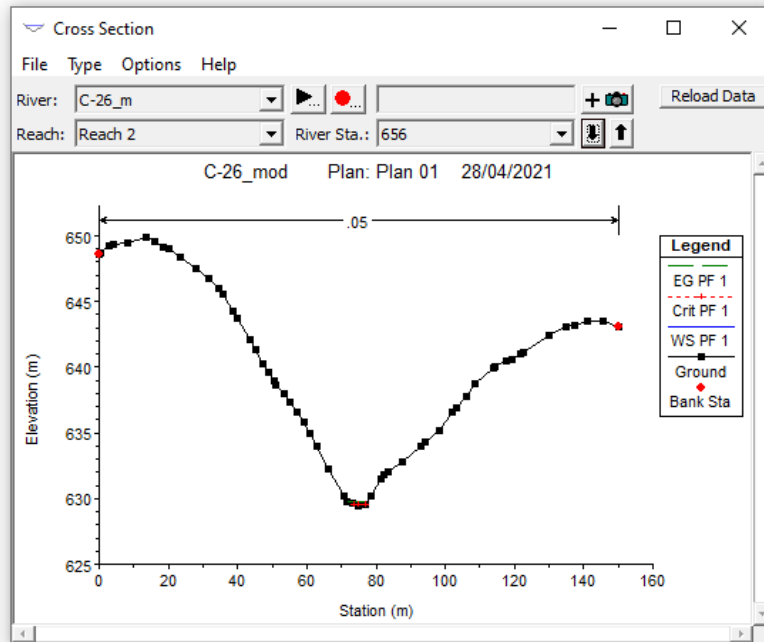 Cross Section
File Type Options Help
River: C-26_m ... ... + Reload Data
Reach: Reach 2 River Sta.: 656
C-26_mod Plan: Plan 01 28/04/2021
.05
Legend
EG PF 1
Crit PF 1
WS PF 1
Ground
Bank Sta
650
645
640
635
630
625
Elevation (m)
0 20 40 60 80 100 120 140 160
Station (m)